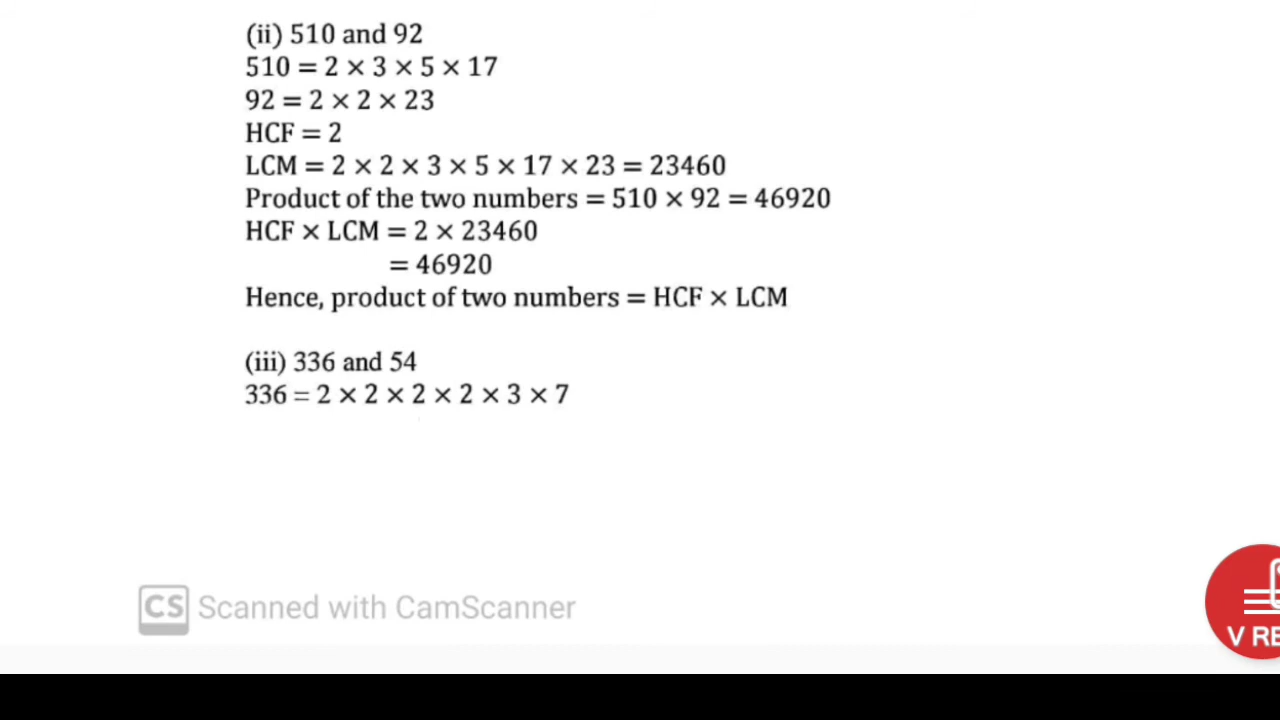 (ii) 510 and 92
510 = 2 × 3 × 5 × 17
92 = 2 × 2 × 23
HCF = 2
LCM = 2 × 2 × 3 × 5 × 17 × 23 = 23460
Product of the two numbers = 510 × 92 = 46920
HCF × LCM = 2 × 23460
= 46920
Hence, product of two numbers = HCF × LCM
(iii) 336 and 54
336 = 2 × 2 × 2 × 2 × 3 × 7
CS Scanned with CamScanner
V RE